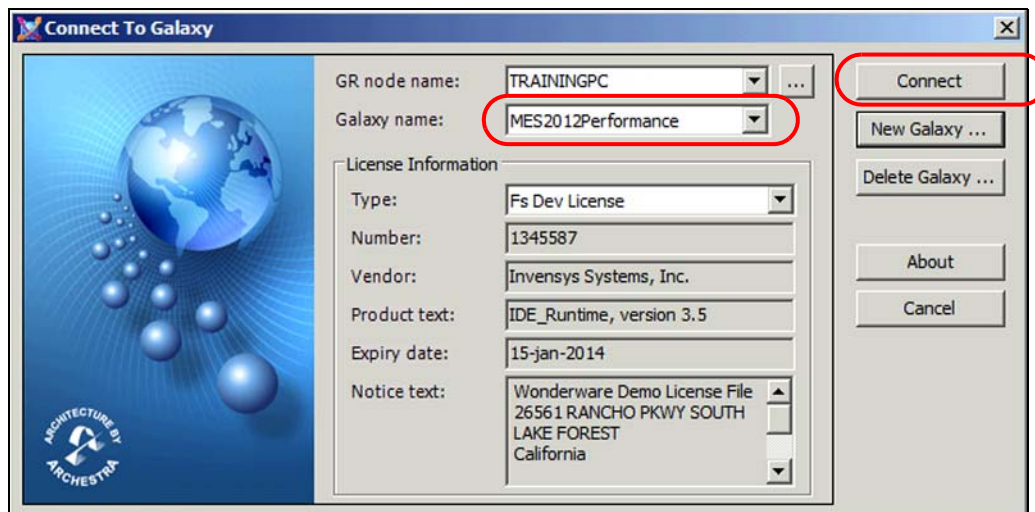 Connect To Galaxy
GR node name:
TRAININGPC
...
Connect
Galaxy name:
MES2012Performance
New Galaxy ...
License Information
Delete Galaxy ...
Type:
Fs Dev License
Number:
1345587
Vendor:
Invensys Systems, Inc.
About
Product text:
IDE_Runtime, version 3.5
Cancel
Expiry date:
15-jan-2014
Notice text:
Wonderware Demo License File
26561 RANCHO PKWY SOUTH
LAKE FOREST
California
ARCHITECTURE BY
ARCHESTRA